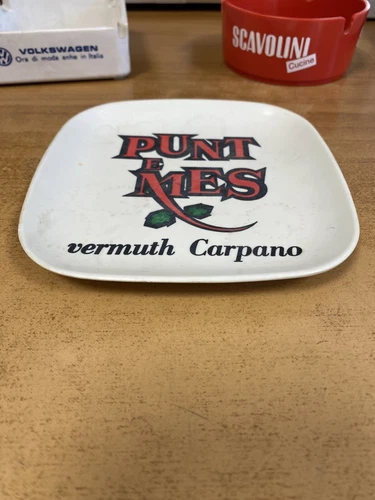 VOLKSWAGEN
Ora di moda anche in Italia
SCAVOLINI
Cucine
PUNT
E
MES
vermuth Carpano